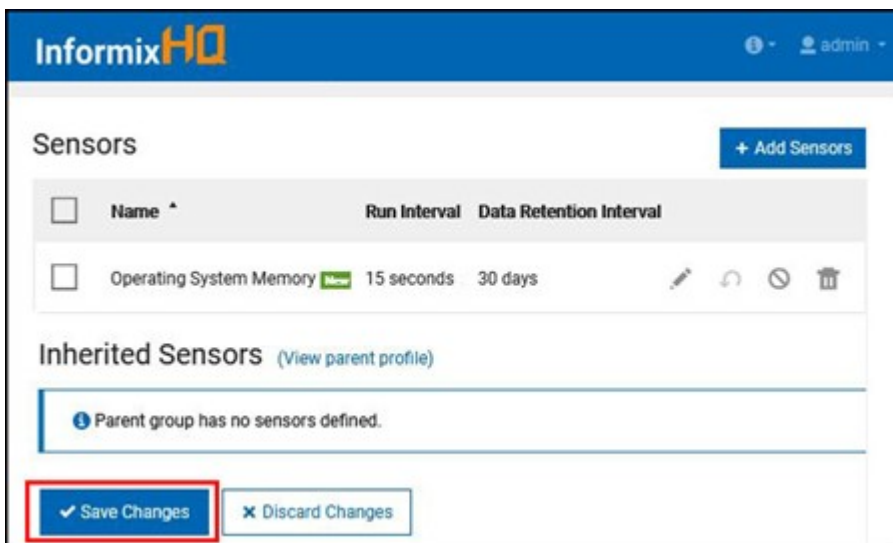 InformixHQ
admin
Sensors
+ Add Sensors
Name Run Interval Data Retention Interval
Operating System Memory New 15 seconds 30 days
Inherited Sensors (View parent profile)
Parent group has no sensors defined.
Save Changes Discard Changes